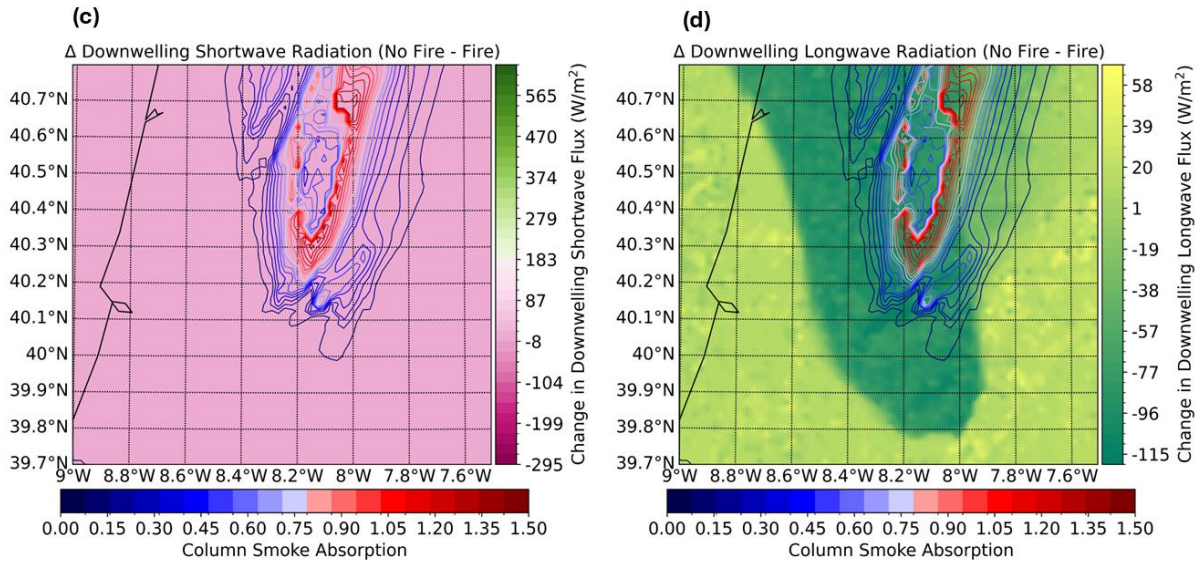 (c)
Δ Downwelling Shortwave Radiation (No Fire - Fire)
40.7°N
40.6°N
40.5°N
40.4°N
40.3°N
40.2°N
40.1°N
40°N
39.9°N
39.8°N
39.7°N
9°W 8.8°W 8.6°W 8.4°W 8.2°W 8°W 7.8°W 7.6°W
565
470
374
279
183
87
-8
-104
-199
-295
Change in Downwelling Shortwave Flux (W/m²)
0.00 0.15 0.30 0.45 0.60 0.75 0.90 1.05 1.20 1.35 1.50
Column Smoke Absorption
(d)
Δ Downwelling Longwave Radiation (No Fire - Fire)
40.7°N
40.6°N
40.5°N
40.4°N
40.3°N
40.2°N
40.1°N
40°N
39.9°N
39.8°N
39.7°N
9°W 8.8°W 8.6°W 8.4°W 8.2°W 8°W 7.8°W 7.6°W
58
39
20
1
-19
-38
-57
-77
-96
-115
Change in Downwelling Longwave Flux (W/m²)
0.00 0.15 0.30 0.45 0.60 0.75 0.90 1.05 1.20 1.35 1.50
Column Smoke Absorption